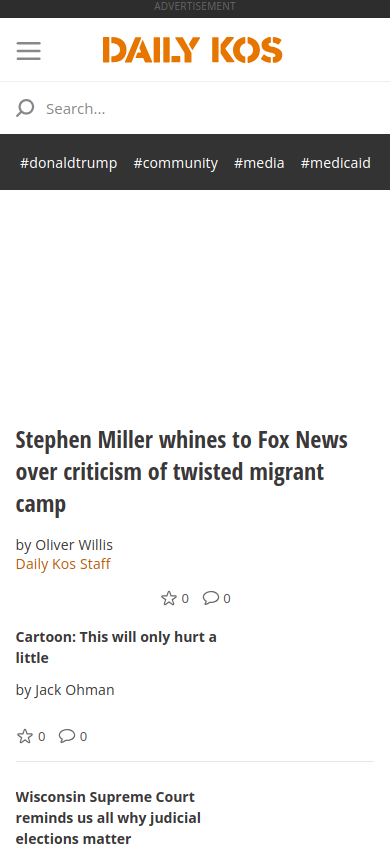 ADVERTISEMENT
DAILY KOS
Search...
#donaldtrump #community #media #medicaid
Stephen Miller whines to Fox News
over criticism of twisted migrant
camp
by Oliver Willis
Daily Kos Staff
0 0
Cartoon: This will only hurt a
little
by Jack Ohman
0 0
Wisconsin Supreme Court
reminds us all why judicial
elections matter